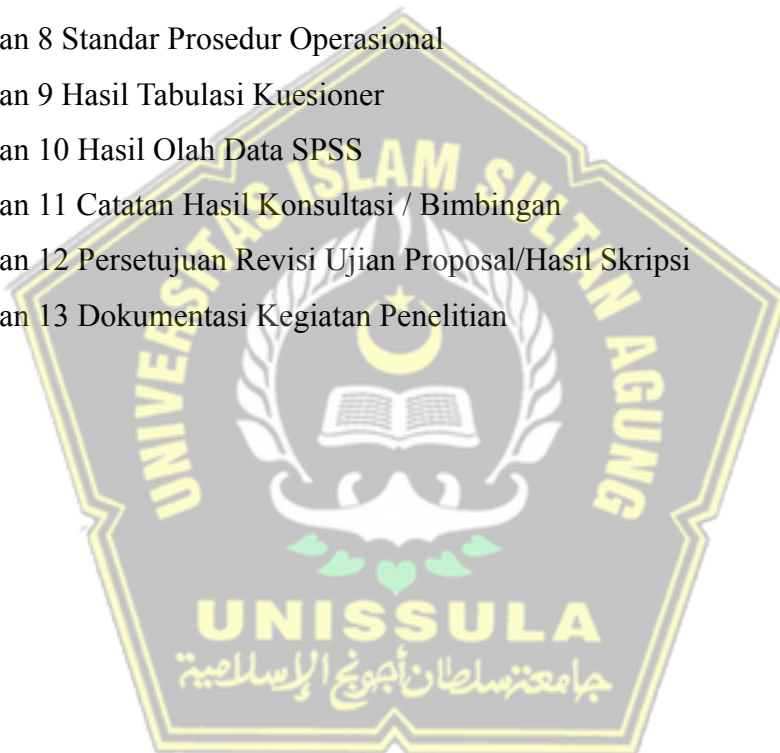 an 8 Standar Prosedur Operasional
an 9 Hasil Tabulasi Kuesioner
an 10 Hasil Olah Data SPSS
an 11 Catatan Hasil Konsultasi / Bimbingan
an 12 Persetujuan Revisi Ujian Proposal/Hasil Skripsi
an 13 Dokumentasi Kegiatan Penelitian
UNIVERSITAS ISLAM SULTAN AGUNG
UNISSULA
جامعة سلطان أجونج الإسلامية